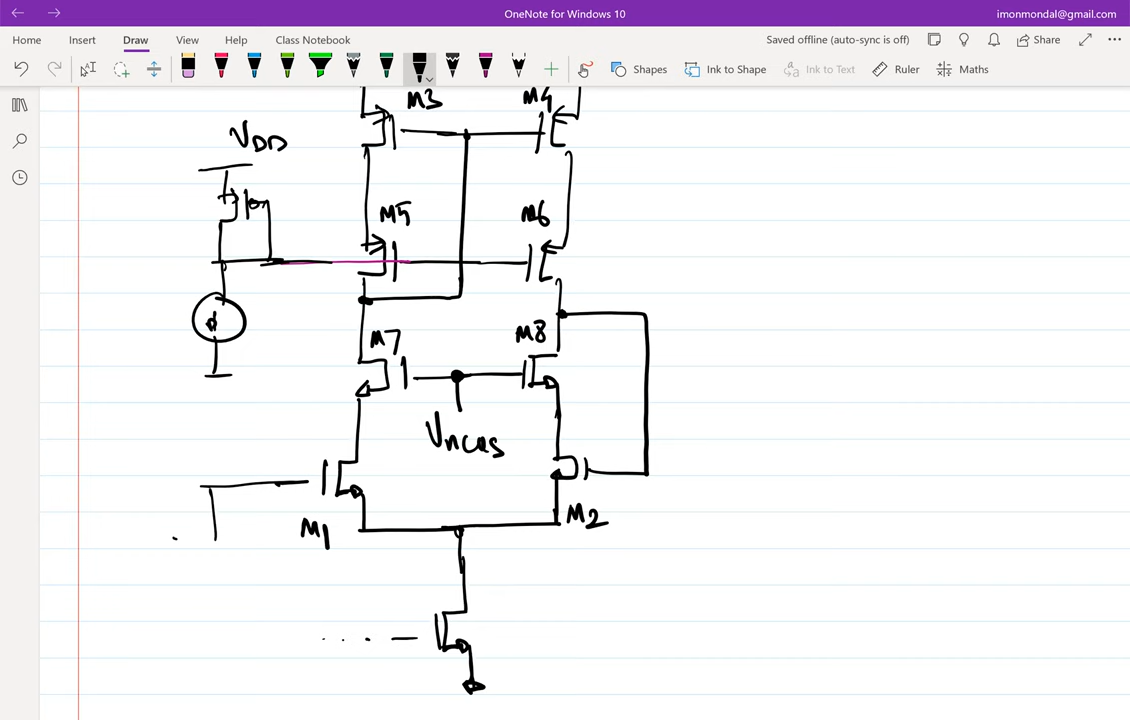 OneNote for Windows 10
imonmondal@gmail.com
Home Insert Draw View Help Class Notebook
Saved offline (auto-sync is off)
Share
Shapes
Ink to Shape
Ink to Text
Ruler
Maths
M3
M4
VDD
M5
M6
M7
M8
Vncas
M1
M2